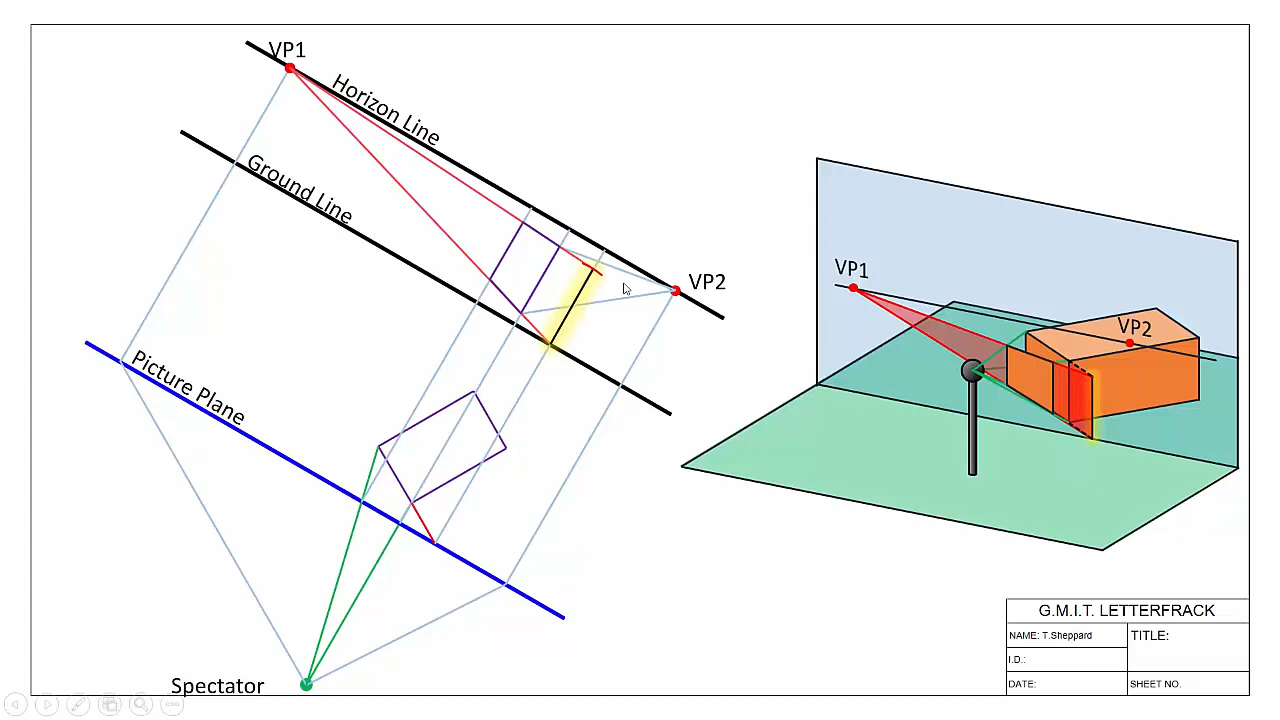 VP1
Horizon Line
Ground Line
VP2
Picture Plane
Spectator
VP1
VP2
G.M.I.T. LETTERFRACK
NAME: T.Sheppard
TITLE:
I.D.:
DATE:
SHEET NO.